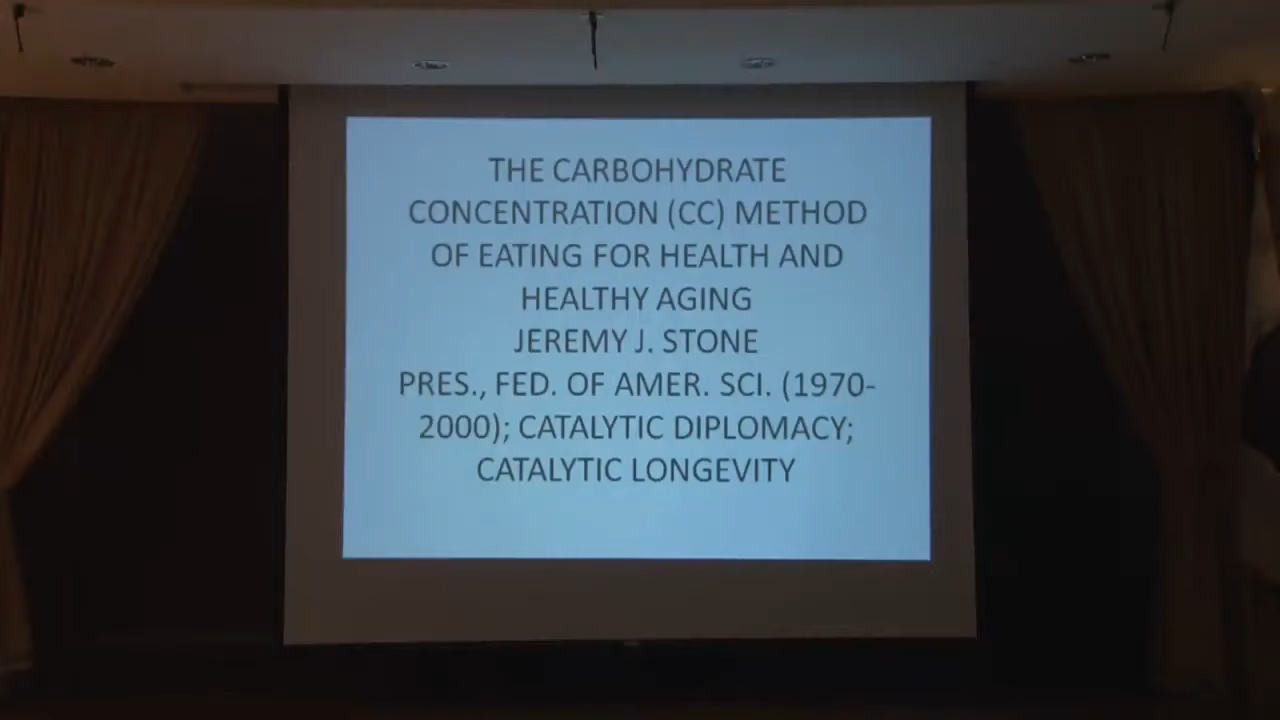 THE CARBOHYDRATE
CONCENTRATION (CC) METHOD
OF EATING FOR HEALTH AND
HEALTHY AGING
JEREMY J. STONE
PRES., FED. OF AMER. SCI. (1970-
2000); CATALYTIC DIPLOMACY;
CATALYTIC LONGEVITY